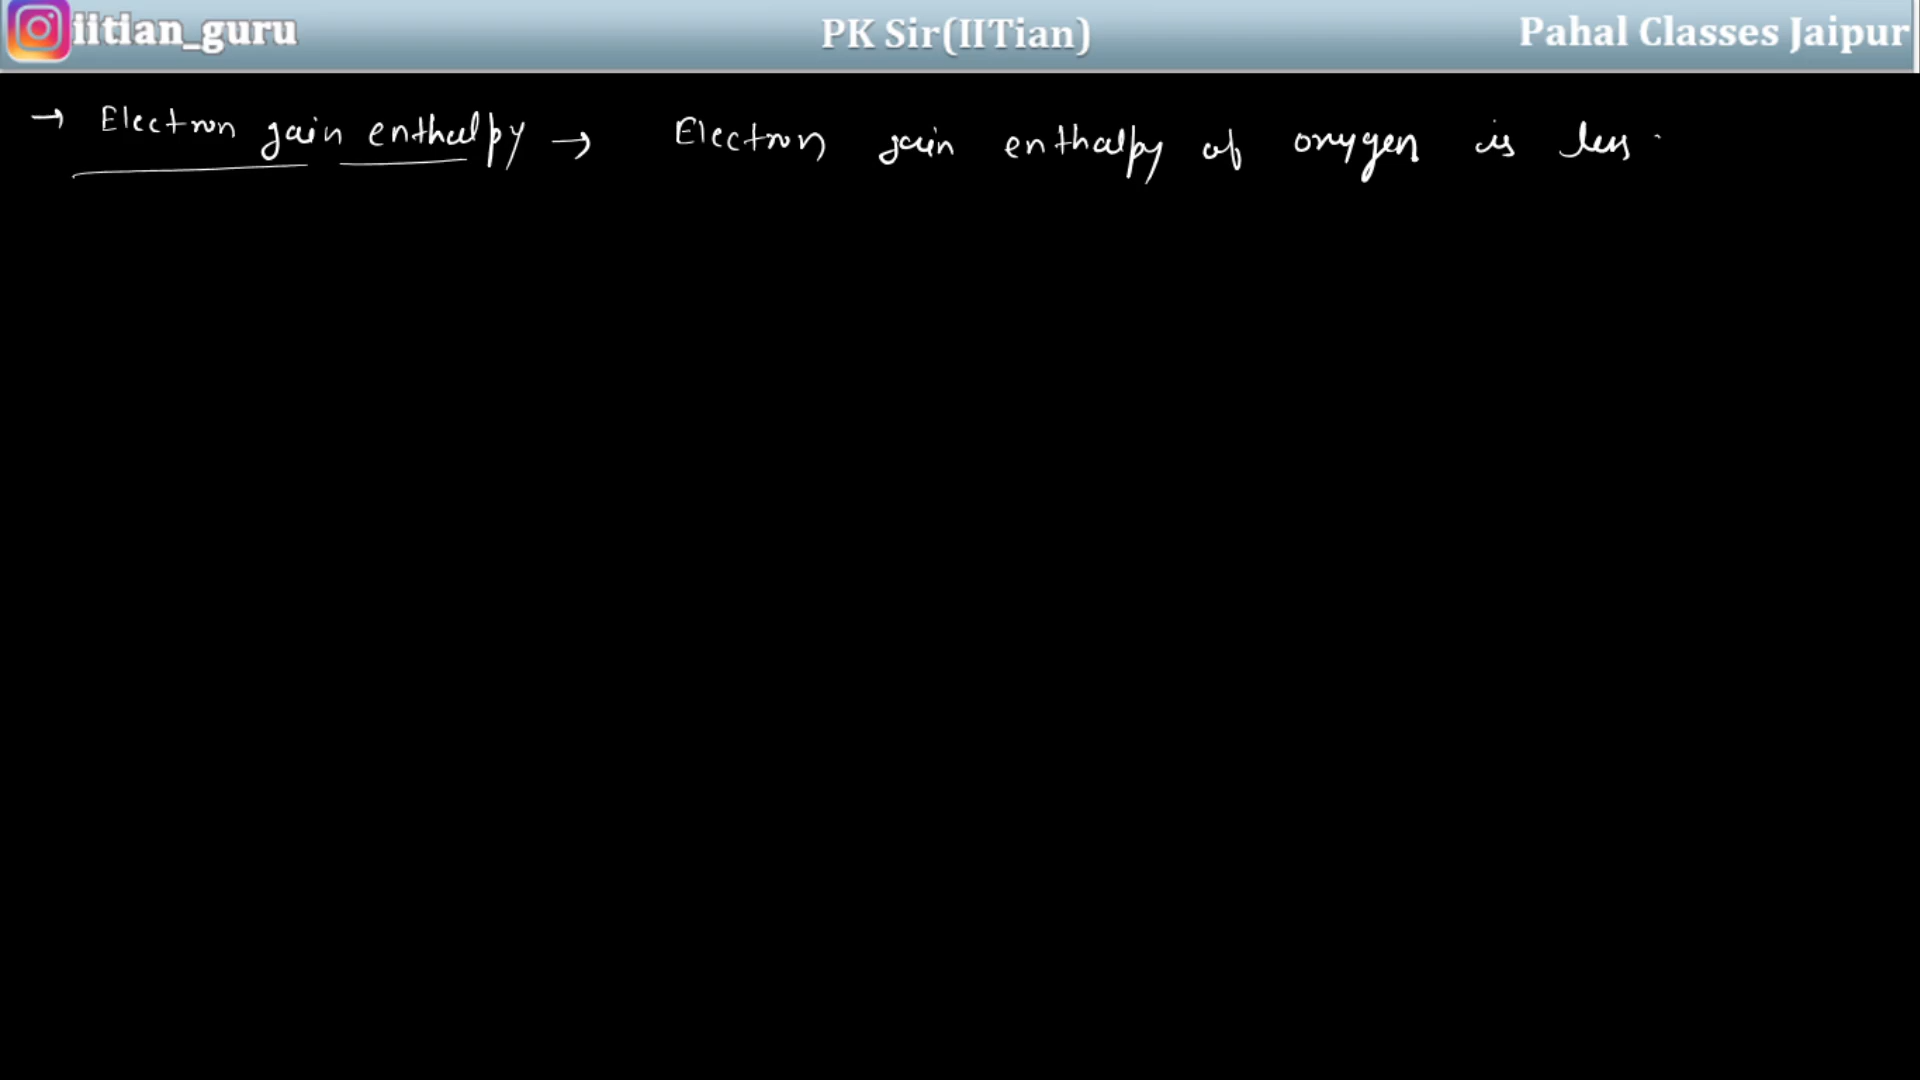 iitian_guru PK Sir(IITian) Pahal Classes Jaipur
→ Electron gain enthalpy → Electron gain enthalpy of oxygen is less